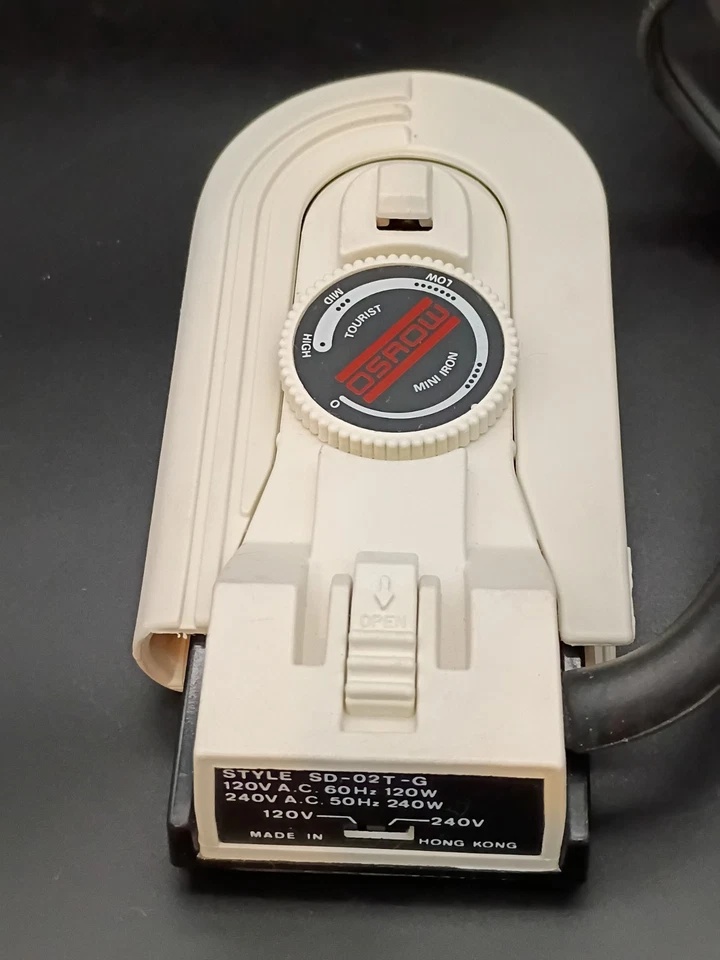 LOW
MID
HIGH
TOURIST
OSROW
MINI IRON
O
OPEN
STYLE SD-02T-G
120V A.C. 60Hz 120W
240V A.C. 50Hz 240W
120V 240V
MADE IN HONG KONG